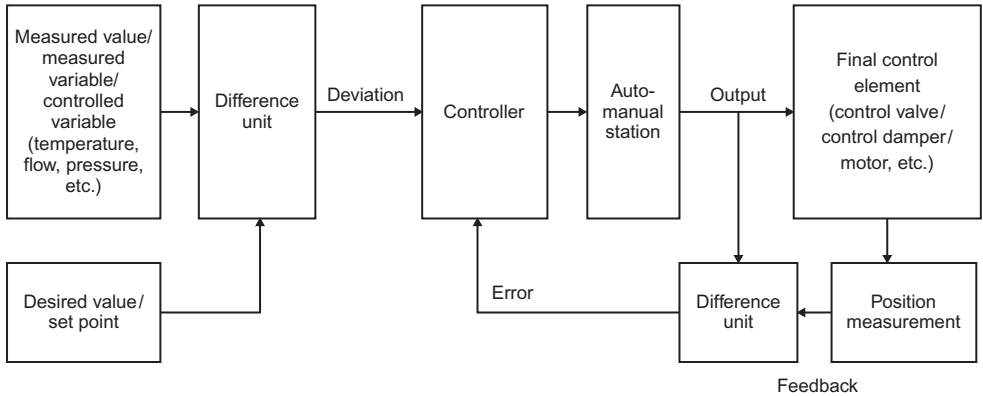 Measured value/
measured
variable/
controlled
variable
(temperature,
flow, pressure,
etc.)
Difference
unit
Deviation
Controller
Auto-
manual
station
Output
Final control
element
(control valve/
control damper/
motor, etc.)
Desired value/
set point
Error
Difference
unit
Position
measurement
Feedback